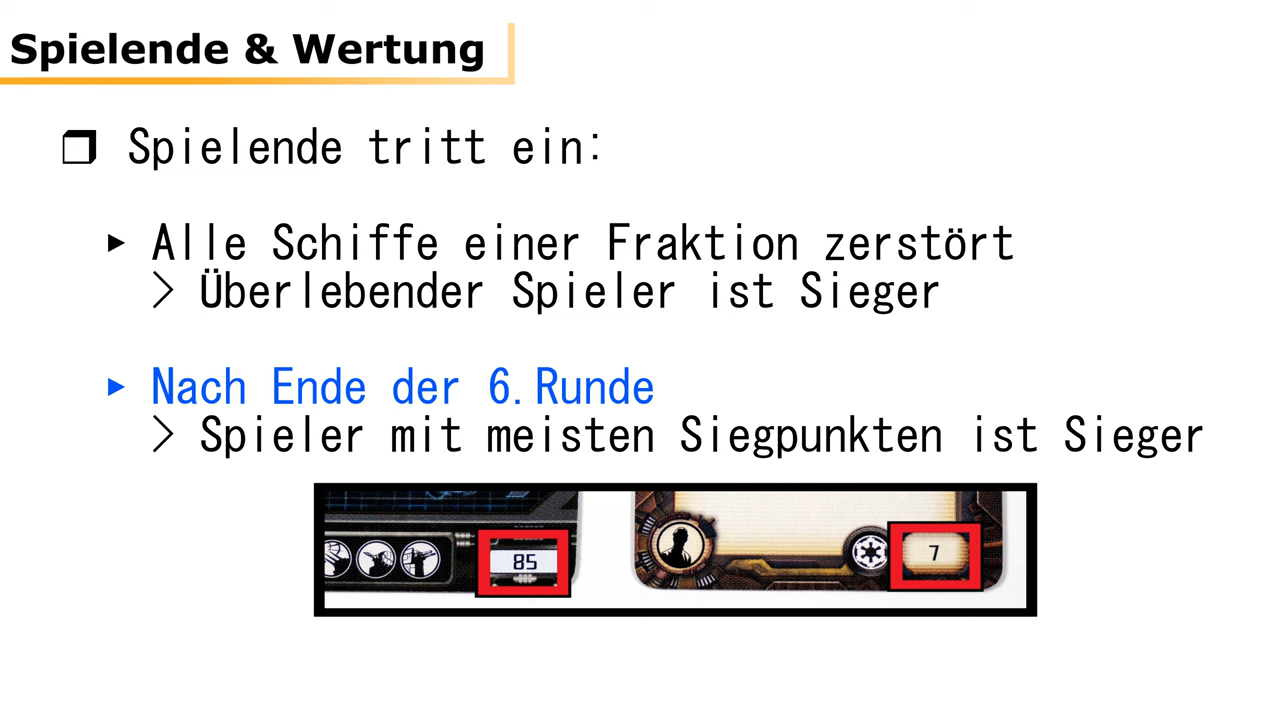 Spielende & Wertung
❒ Spielende tritt ein:
▸ Alle Schiffe einer Fraktion zerstört
> Überlebender Spieler ist Sieger
▸ Nach Ende der 6.Runde
> Spieler mit meisten Siegpunkten ist Sieger
85
7